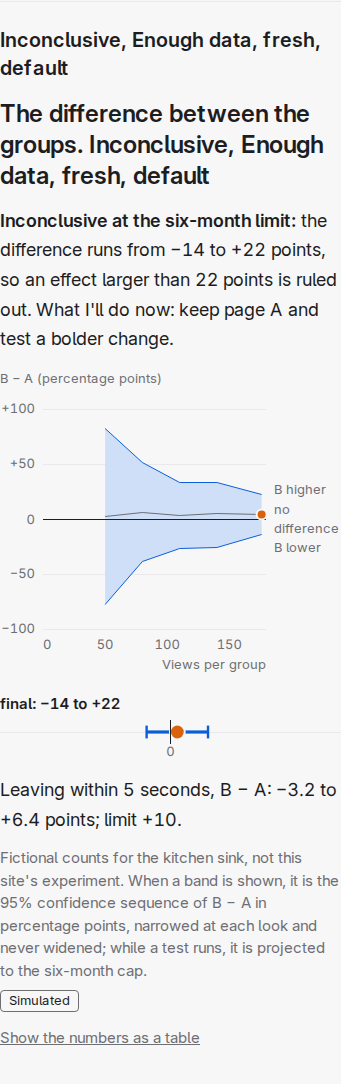 Inconclusive, Enough data, fresh,
default
The difference between the
groups. Inconclusive, Enough
data, fresh, default
Inconclusive at the six-month limit: the
difference runs from −14 to +22 points,
so an effect larger than 22 points is ruled
out. What I'll do now: keep page A and
test a bolder change.
B − A (percentage points)
+100
+50
0
−50
−100
B higher
no
difference
B lower
0 50 100 150
Views per group
final: −14 to +22
0
Leaving within 5 seconds, B − A: −3.2 to
+6.4 points; limit +10.
Fictional counts for the kitchen sink, not this
site's experiment. When a band is shown, it is the
95% confidence sequence of B − A in
percentage points, narrowed at each look and
never widened; while a test runs, it is projected
to the six-month cap.
Simulated
Show the numbers as a table